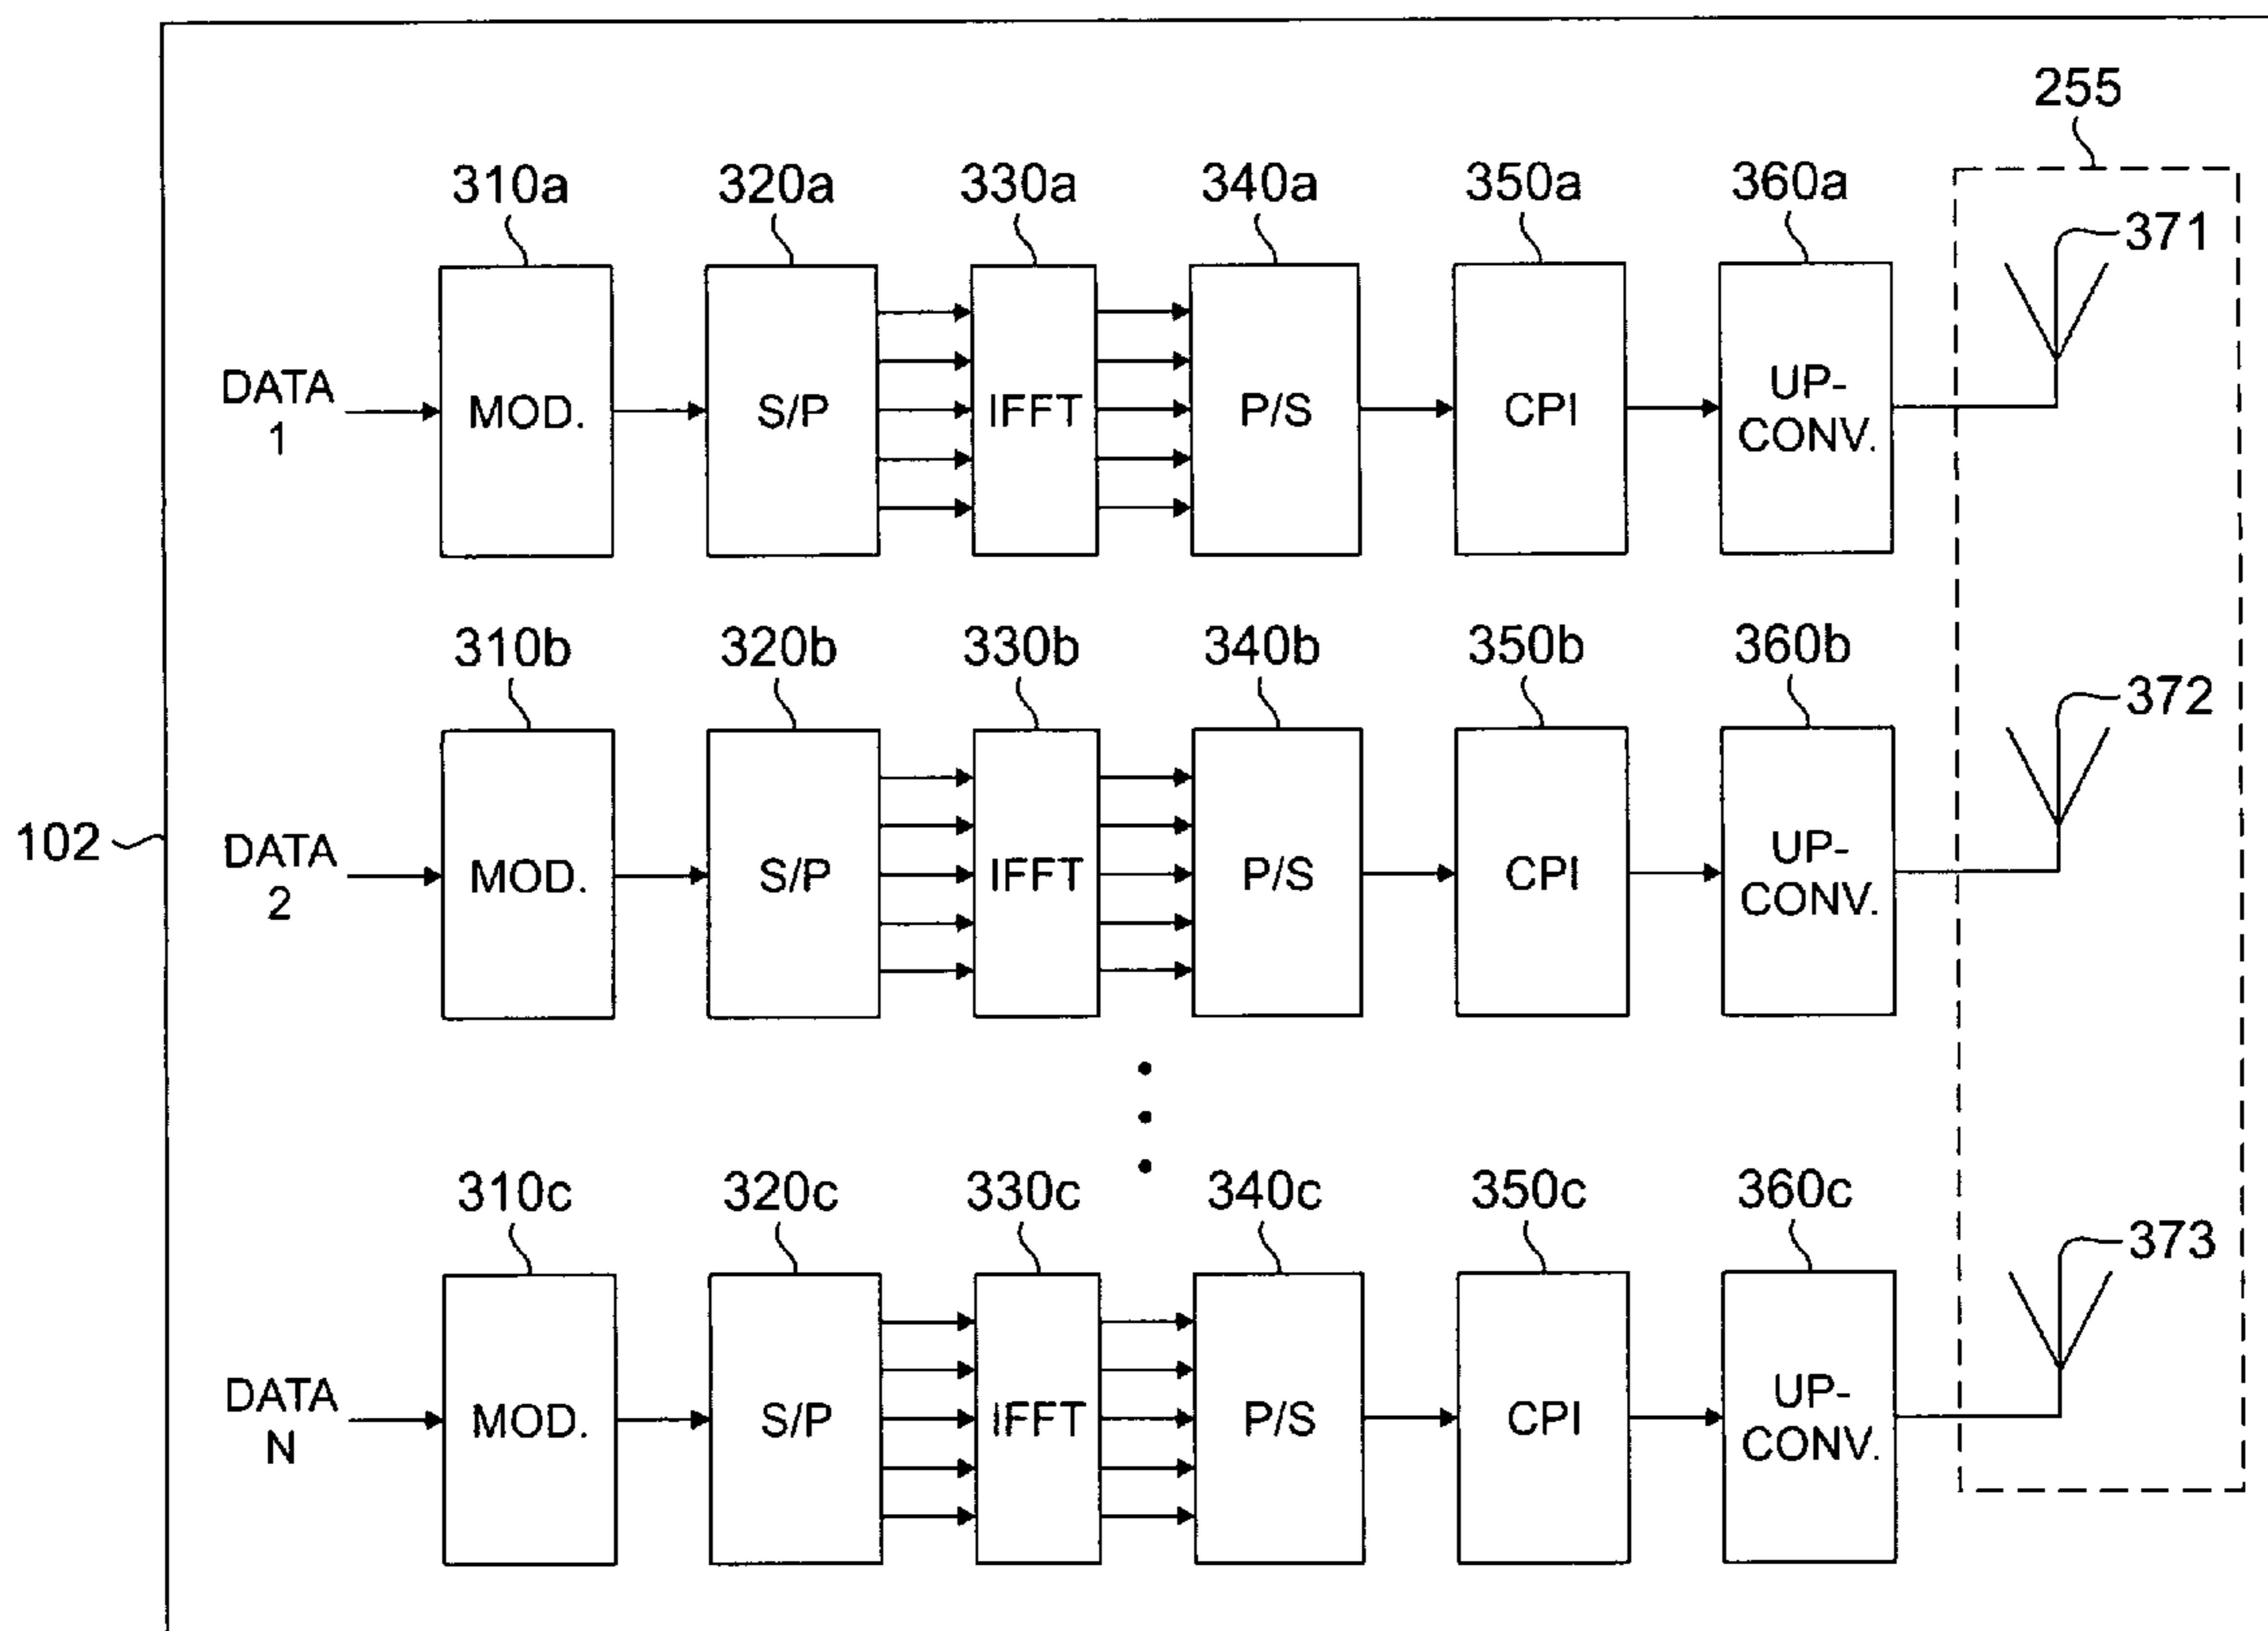 255
310a 320a 330a 340a 350a 360a
371
DATA 1
MOD. S/P IFFT P/S CPI UP-CONV.
310b 320b 330b 340b 350b 360b
372
102
DATA 2
MOD. S/P IFFT P/S CPI UP-CONV.
310c 320c 330c 340c 350c 360c
373
DATA N
MOD. S/P IFFT P/S CPI UP-CONV.